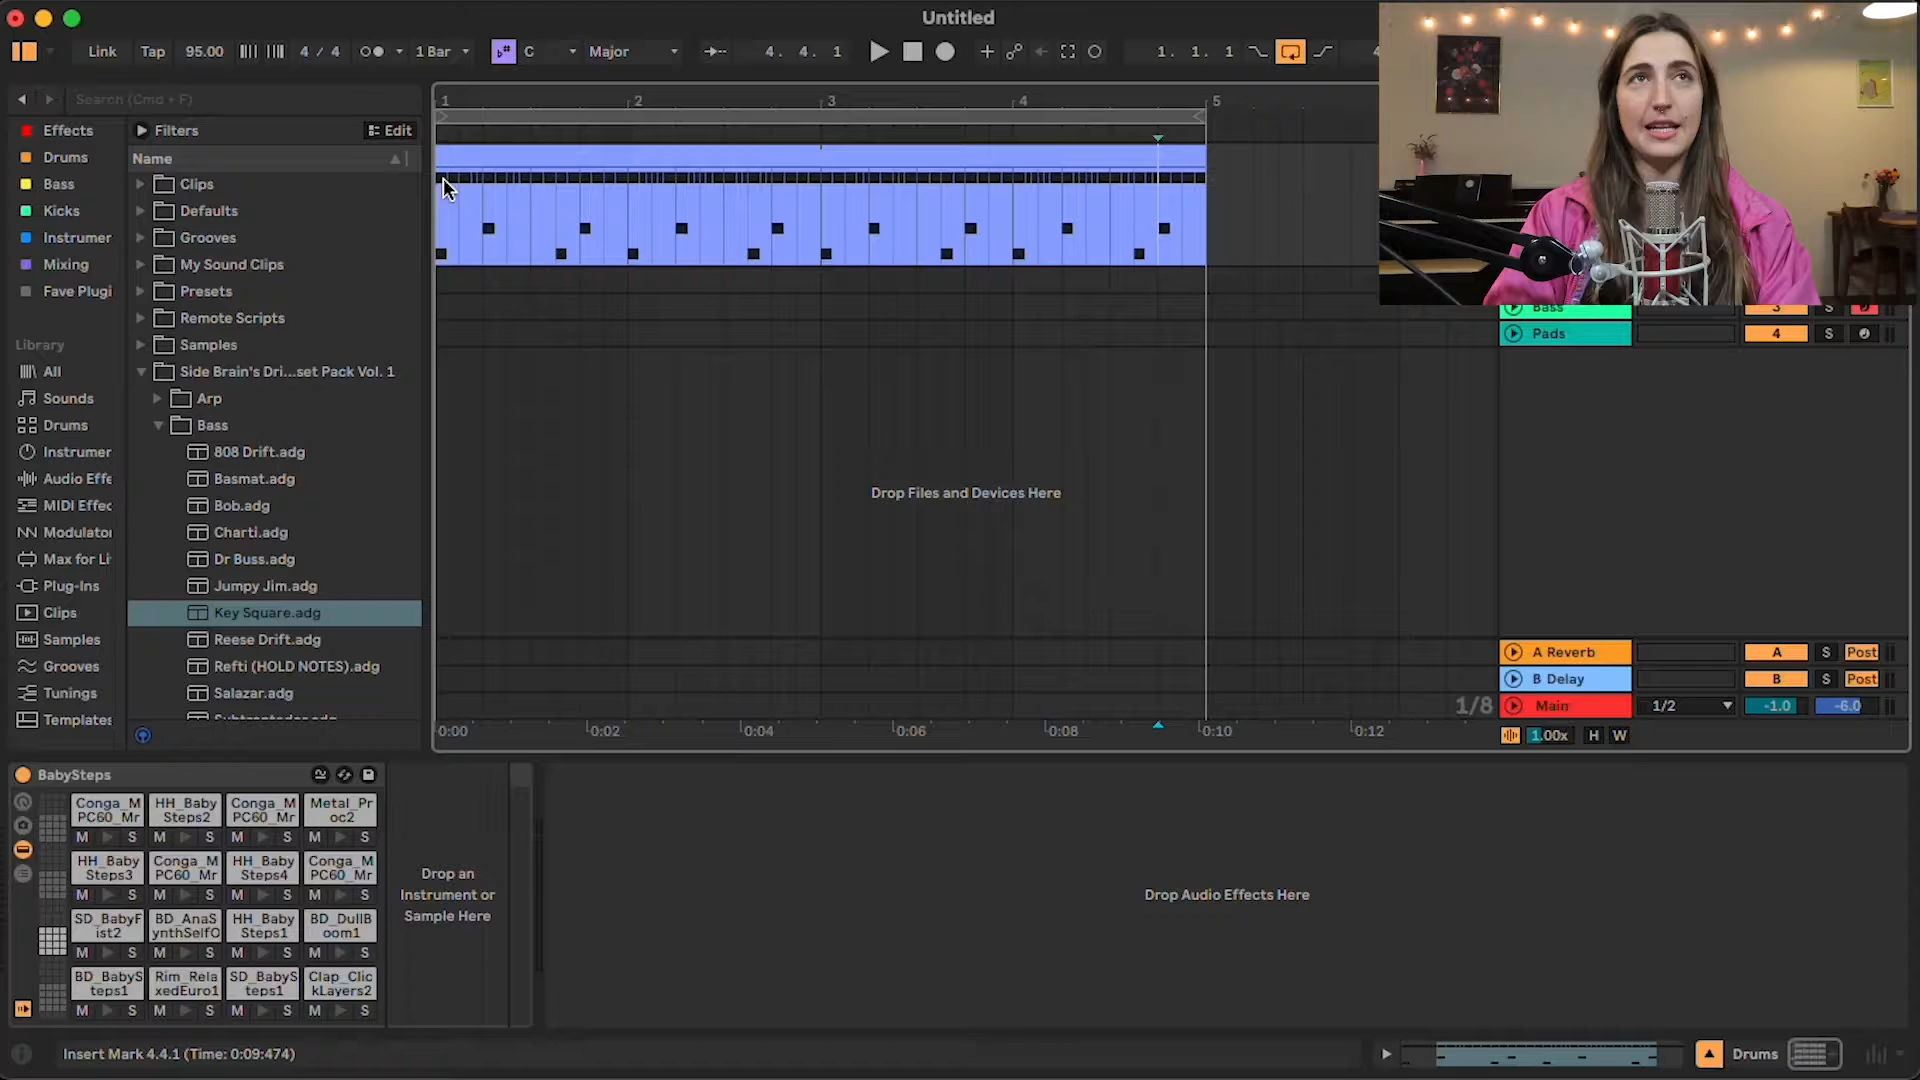 Untitled
Link Tap 95.00 4 / 4 1 Bar C Major 4. 4. 1 1. 1. 1
Search (Cmd + F)
1 2 3 4 5
Effects
Drums
Bass
Kicks
Instrumer
Mixing
Fave Plugi
Library
All
Sounds
Drums
Instrumer
Audio Effe
MIDI Effec
Modulator
Max for Li
Plug-Ins
Clips
Samples
Grooves
Tunings
Templates
Filters Edit
Name
Clips
Defaults
Grooves
My Sound Clips
Presets
Remote Scripts
Samples
Side Brain's Dri...set Pack Vol. 1
Arp
Bass
808 Drift.adg
Basmat.adg
Bob.adg
Charti.adg
Dr Buss.adg
Jumpy Jim.adg
Key Square.adg
Reese Drift.adg
Refti (HOLD NOTES).adg
Salazar.adg
Drop Files and Devices Here
Bass 3 S
Pads 4 S
A Reverb A S Post
B Delay B S Post
1/8 Main 1/2 -1.0 -6.0
0:00 0:02 0:04 0:06 0:08 0:10 0:12
1.00x H W
BabySteps
Conga_M HH_Baby Conga_M Metal_Pr
PC60_Mr Steps2 PC60_Mr oc2
M S M S M S M S
HH_Baby Conga_M HH_Baby Conga_M
Steps3 PC60_Mr Steps4 PC60_Mr
M S M S M S M S
SD_BabyF BD_AnaS HH_Baby BD_DullB
ist2 ynthSelfO Steps1 oom1
M S M S M S M S
BD_BabyS Rim_Rela SD_BabyS Clap_Clic
teps1 xedEuro1 teps1 kLayers2
M S M S M S M S
Drop an
Instrument or
Sample Here
Drop Audio Effects Here
Insert Mark 4.4.1 (Time: 0:09:474)
Drums